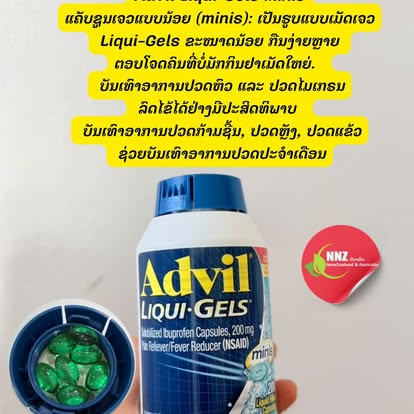 ແຄັບຊູມເຈວແບບນ້ອຍ (minis): ເປັນຮູບແບບເມັດເຈວ
Liqui-Gels ຂະໜາດນ້ອຍ ກືນງ່າຍຫຼາຍ
ຕອບໂຈດຄົນທີ່ບໍ່ມັກກິນຢາເມັດໃຫຍ່.
ບັນເທົາອາການປວດຫົວ ແລະ ປວດໄມເກຣນ
ລົດໄຂ້ໄດ້ຢ່າງມີປະສິດທິພາບ
ບັນເທົາອາການປວດກ້າມຊີ້ນ, ປວດຫຼັງ, ປວດແຂ້ວ
ຊ່ວຍບັນເທົາອາການປວດປະຈຳເດືອນ
NNZ
NewZealand & Australia
Advil
LIQUI·GELS
Solubilized Ibuprofen Capsules, 200 mg
Pain Reliever/Fever Reducer (NSAID)
minis